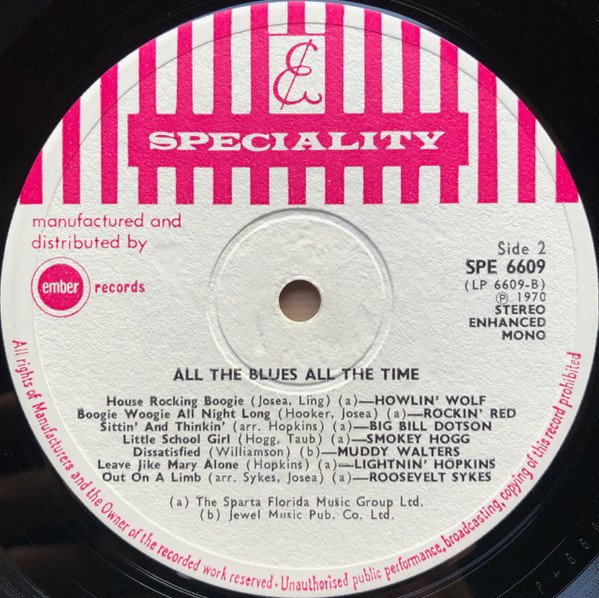 SPECIALITY
manufactured and
distributed by
ember records
Side 2
SPE 6609
(LP 6609-B)
℗ 1970
STEREO
ENHANCED
MONO
ALL THE BLUES ALL THE TIME
House Rocking Boogie (Josea, Ling) (a)—HOWLIN' WOLF
Boogie Woogie All Night Long (Hooker, Josea) (a)—ROCKIN' RED
Sittin' And Thinkin' (arr. Hopkins) (a)—BIG BILL DOTSON
Little School Girl (Hogg, Taub) (a)—SMOKEY HOGG
Dissatisfied (Williamson) (b)—MUDDY WALTERS
Leave Jike Mary Alone (Hopkins) (a)—LIGHTNIN' HOPKINS
Out On A Limb (arr. Sykes, Josea) (a)—ROOSEVELT SYKES
(a) The Sparta Florida Music Group Ltd.
(b) Jewel Music Pub. Co. Ltd.
All rights of Manufacturers and the Owner of the recorded work reserved · Unauthorised public performance, broadcasting, copying of this record prohibited